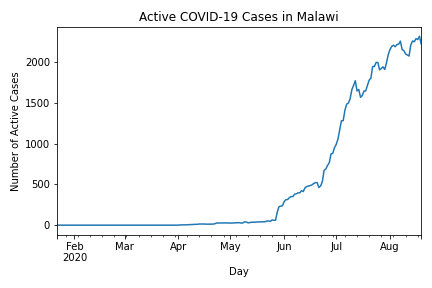 Active COVID-19 Cases in Malawi
Number of Active Cases
2000
1500
1000
500
0
Feb Mar Apr May Jun Jul Aug
2020
Day